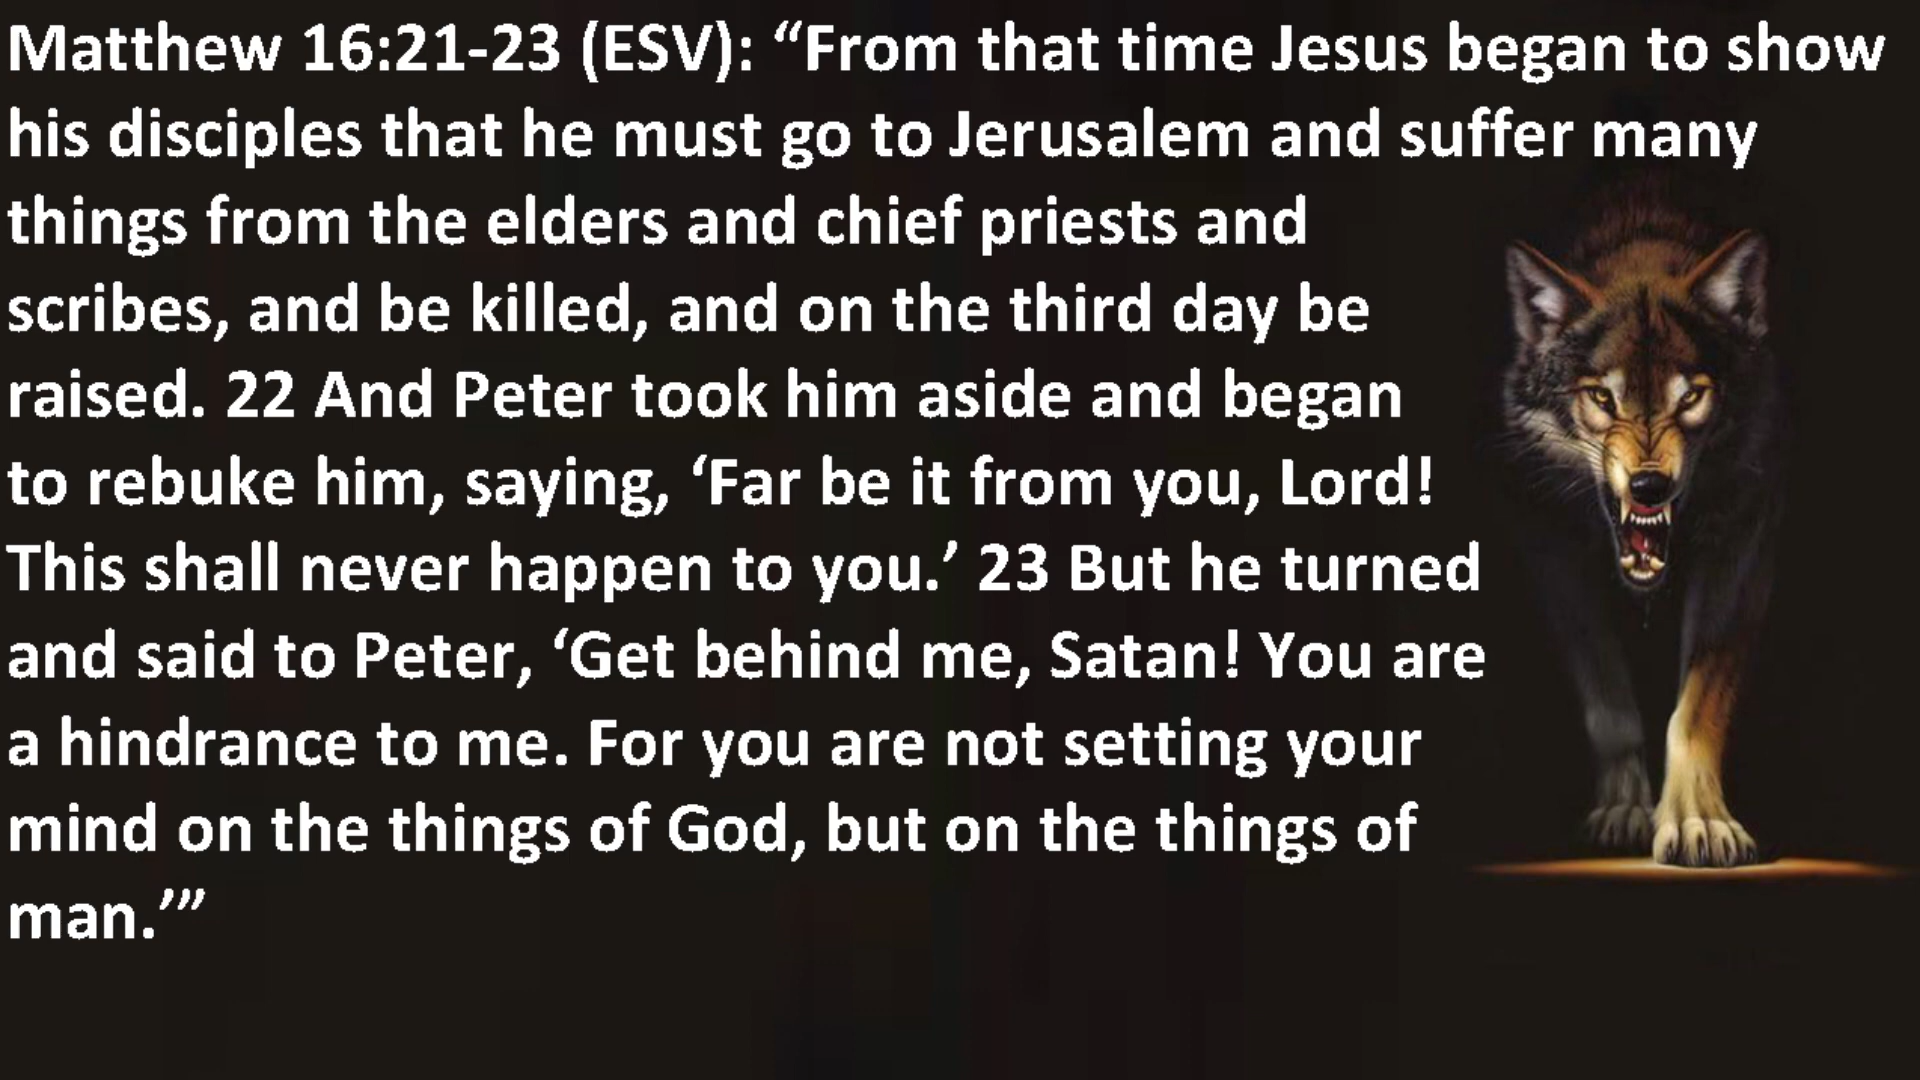 Matthew 16:21-23 (ESV): “From that time Jesus began to show
his disciples that he must go to Jerusalem and suffer many
things from the elders and chief priests and
scribes, and be killed, and on the third day be
raised. 22 And Peter took him aside and began
to rebuke him, saying, ‘Far be it from you, Lord!
This shall never happen to you.’ 23 But he turned
and said to Peter, ‘Get behind me, Satan! You are
a hindrance to me. For you are not setting your
mind on the things of God, but on the things of
man.’”